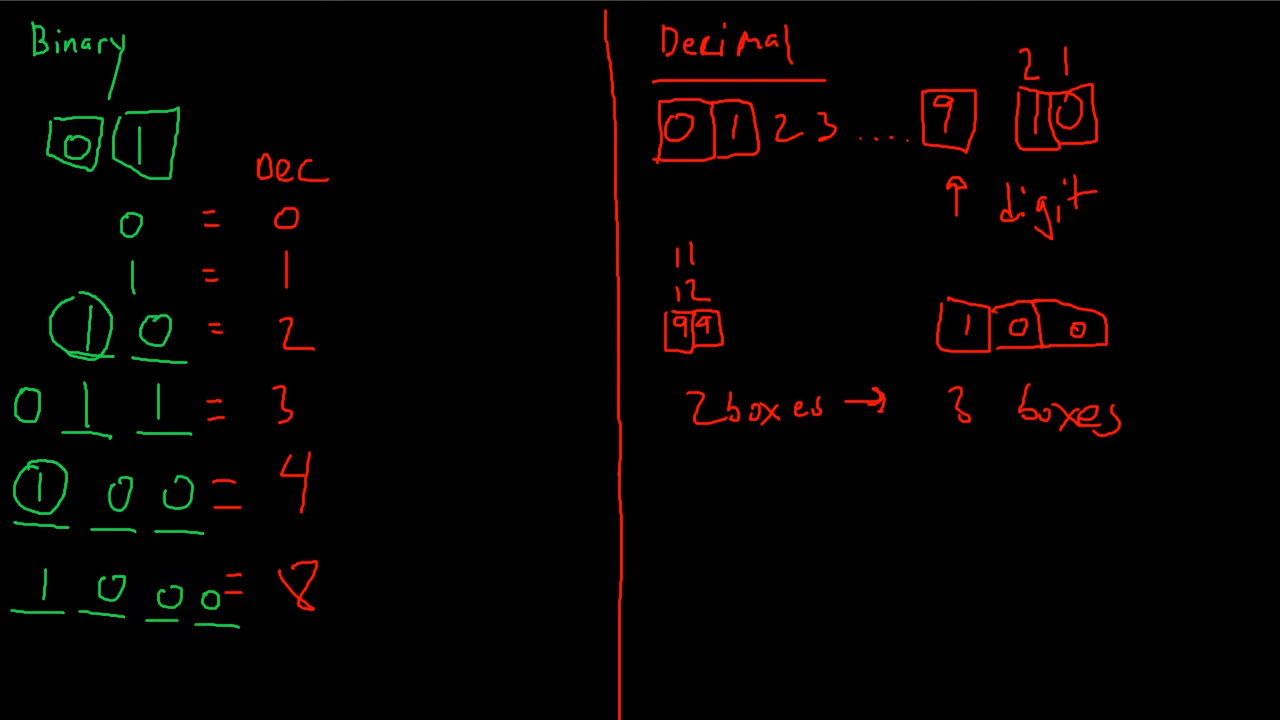 Binary
0 1
Dec
0 = 0
1 = 1
1 0 = 2
0 1 1 = 3
1 0 0 = 4
1 0 0 0 = 8
Decimal
2 1
0 1 2 3 .... 9 1 0
↑ digit
11
12
9 9 1 0 0
2 boxes → 3 boxes